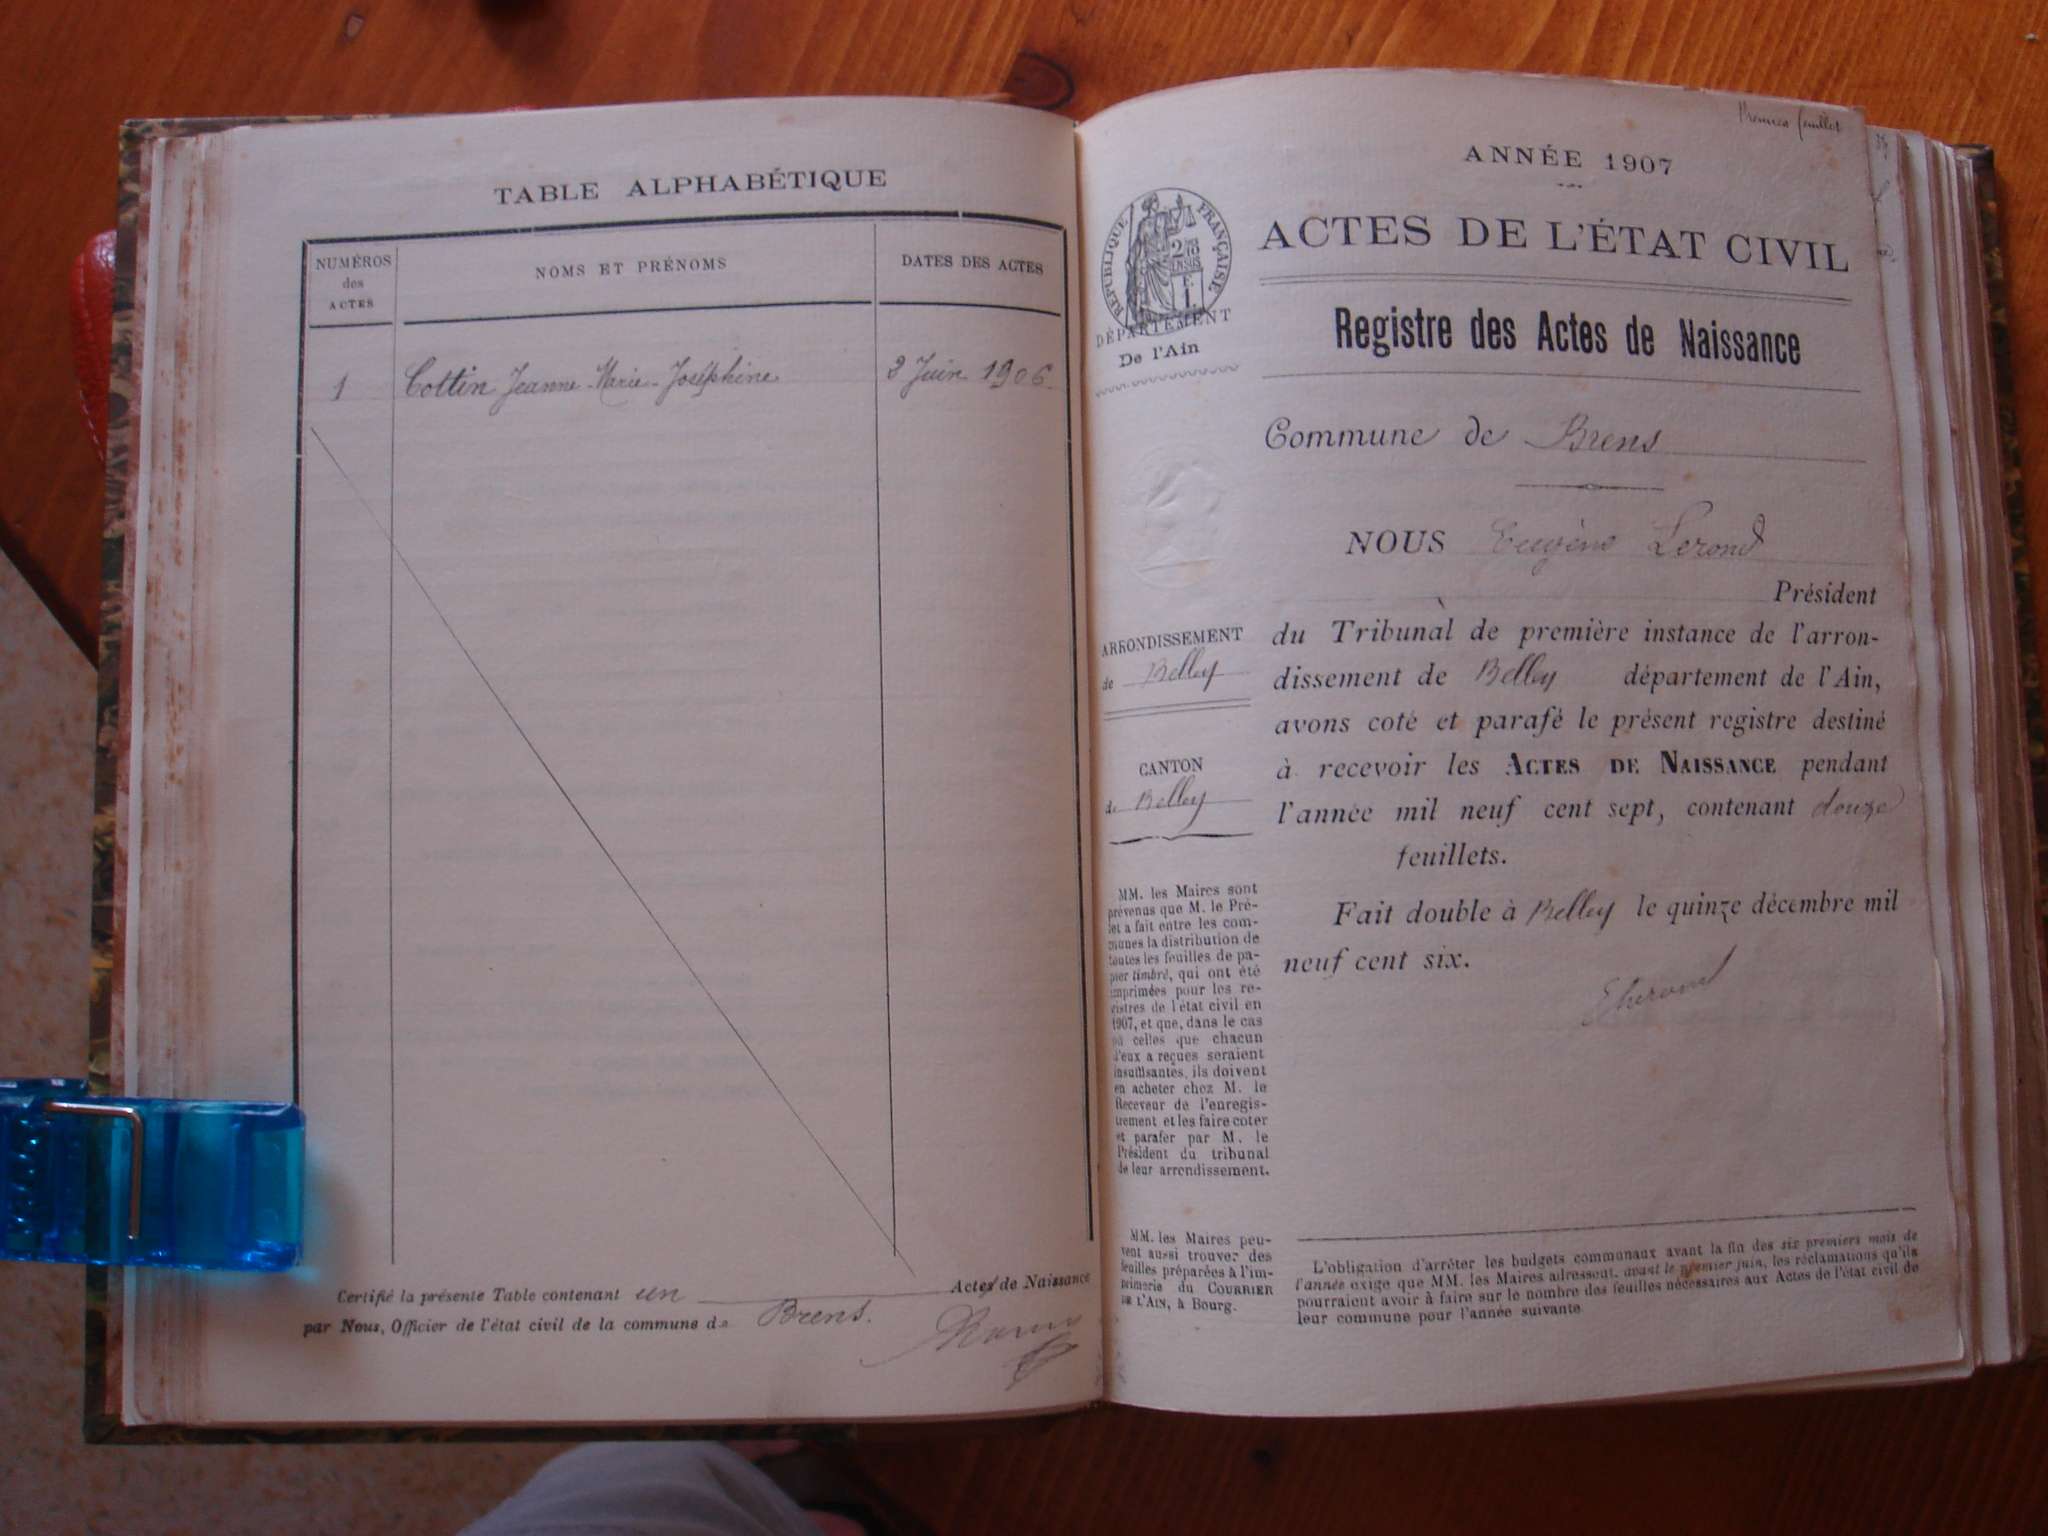 TABLE ALPHABÉTIQUE
NUMÉROS
des
ACTES
NOMS ET PRÉNOMS
DATES DES ACTES
1 Cottin Jeanne-Marie-Joséphine 2 Juin 1906.
Certifié la présente Table contenant un Actes de Naissance
par Nous, Officier de l'état civil de la commune de Brens.
Premier feuillet
ANNÉE 1907
RÉPUBLIQUE FRANÇAISE
DÉPARTEMENT
De l'Ain
ACTES DE L'ÉTAT CIVIL
Registre des Actes de Naissance
Commune de Brens
NOUS Eugène Lerond
Président
du Tribunal de première instance de l'arron-
dissement de Belley département de l'Ain,
avons coté et parafé le présent registre destiné
à recevoir les ACTES DE NAISSANCE pendant
l'année mil neuf cent sept, contenant douze
feuillets.
Fait double à Belley le quinze décembre mil
neuf cent six.
ARRONDISSEMENT
de Belley
CANTON
de Belley
MM. les Maires sont
prévenus que M. le Pré-
fet a fait entre les com-
munes la distribution de
toutes les feuilles de pa-
pier timbré, qui ont été
imprimées pour les re-
gistres de l'état civil en
1907, et que, dans le cas
où celles que chacun
d'eux a reçues seraient
insuffisantes, ils doivent
en acheter chez M. le
Receveur de l'enregis-
trement et les faire coter
et parafer par M. le
Président du tribunal
de leur arrondissement.
MM. les Maires peu-
vent aussi trouver des
feuilles préparées à l'im-
primerie du COURRIER
DE L'AIN, à Bourg.
L'obligation d'arrêter les budgets communaux avant la fin des six premiers mois de
l'année exige que MM. les Maires adressent, avant le premier juin, les réclamations qu'ils
pourraient avoir à faire sur le nombre des feuilles nécessaires aux Actes de l'état civil de
leur commune pour l'année suivante